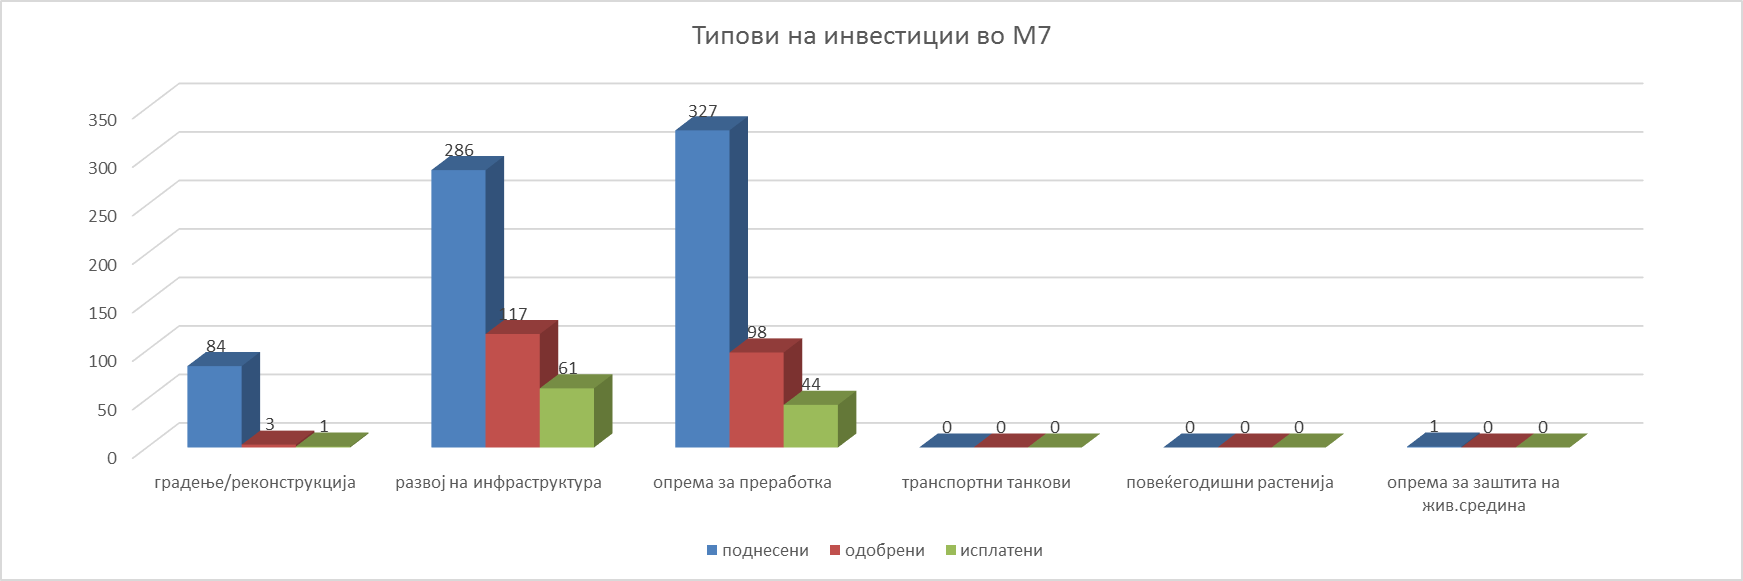 Типови на инвестиции во М7
350
300
250
200
150
100
50
0
84
3
1
286
117
61
327
98
44
0
0
0
0
0
0
1
0
0
градење/реконструкција
развој на инфраструктура
опрема за преработка
транспортни танкови
повеќегодишни растенија
опрема за заштита на
жив.средина
поднесени
одобрени
исплатени